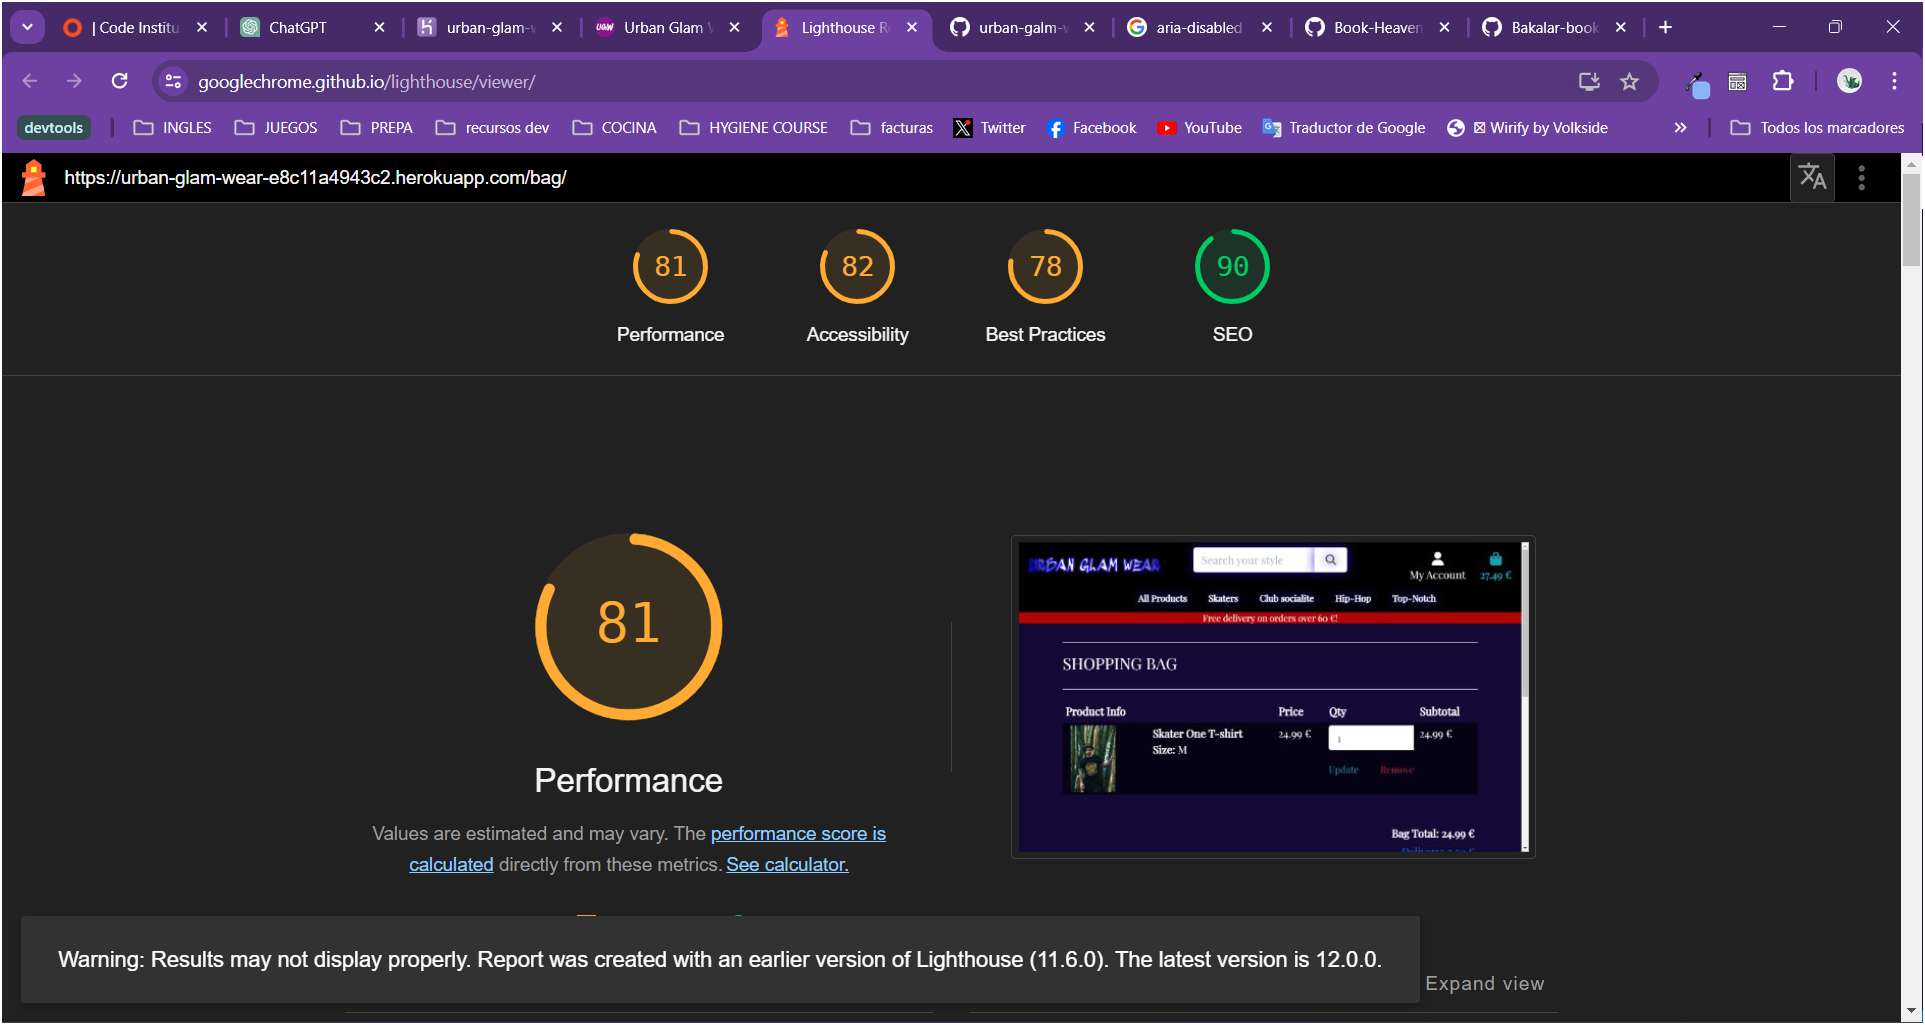 | Code Institu
ChatGPT
urban-glam-w
Urban Glam W
Lighthouse Re
urban-galm-w
aria-disabled
Book-Heaven
Bakalar-book
googlechrome.github.io/lighthouse/viewer/
devtools
INGLES
JUEGOS
PREPA
recursos dev
COCINA
HYGIENE COURSE
facturas
Twitter
Facebook
YouTube
Traductor de Google
Wirify by Volkside
Todos los marcadores
https://urban-glam-wear-e8c11a4943c2.herokuapp.com/bag/
81
82
78
90
Performance
Accessibility
Best Practices
SEO
81
Performance
Values are estimated and may vary. The performance score is
calculated directly from these metrics. See calculator.
URBAN GLAM WEAR
Search your style
My Account
27.49 €
All Products
Skaters
Club socialite
Hip-Hop
Top-Notch
Free delivery on orders over 60 €!
SHOPPING BAG
Product Info
Price
Qty
Subtotal
Skater One T-shirt
Size: M
24.99 €
1
24.99 €
Update
Remove
Bag Total: 24.99 €
Warning: Results may not display properly. Report was created with an earlier version of Lighthouse (11.6.0). The latest version is 12.0.0.
Expand view